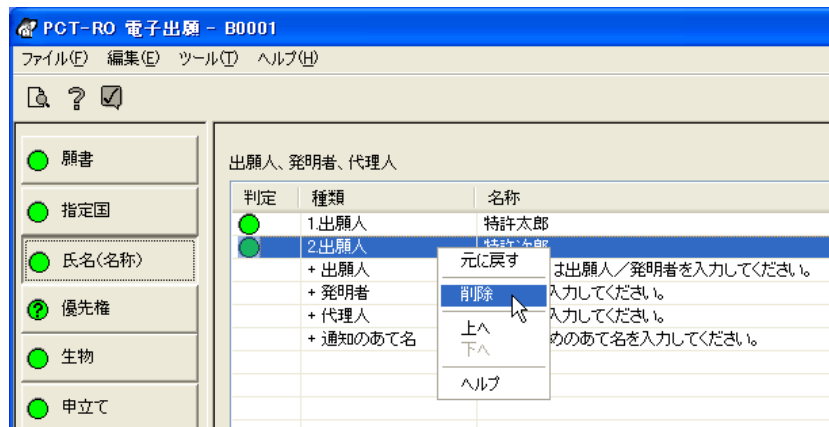 PCT-RO 電子出願 - B0001
ファイル(F) 編集(E) ツール(T) ヘルプ(H)
願書
指定国
氏名(名称)
優先権
生物
申立て
出願人、発明者、代理人
判定 種類 名称
1.出願人 特許太郎
2.出願人 特許次郎
+ 出願人 は出願人／発明者を入力してください。
+ 発明者 入力してください。
+ 代理人 入力してください。
+ 通知のあて名 めのあて名を入力してください。
元に戻す
削除
上へ
下へ
ヘルプ